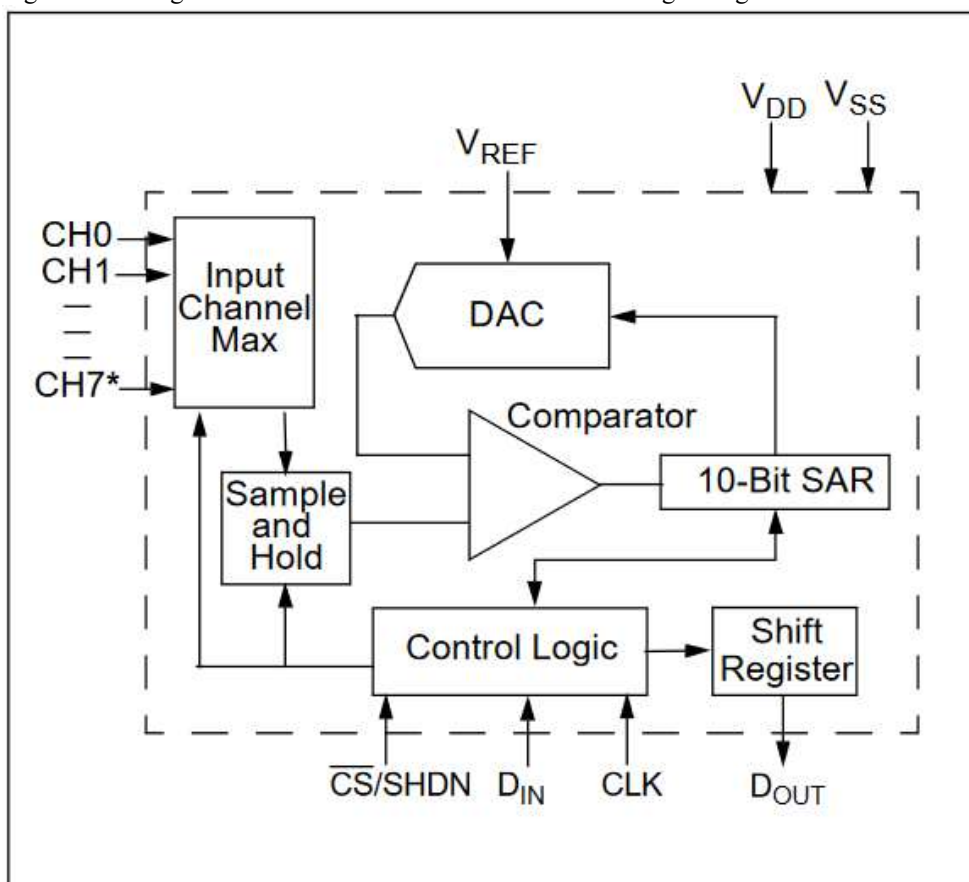 VDD
VSS
VREF
CH0
CH1
CH7*
Input
Channel
Max
DAC
Comparator
10-Bit SAR
Sample
and
Hold
Control Logic
Shift
Register
CS/SHDN
DIN
CLK
DOUT